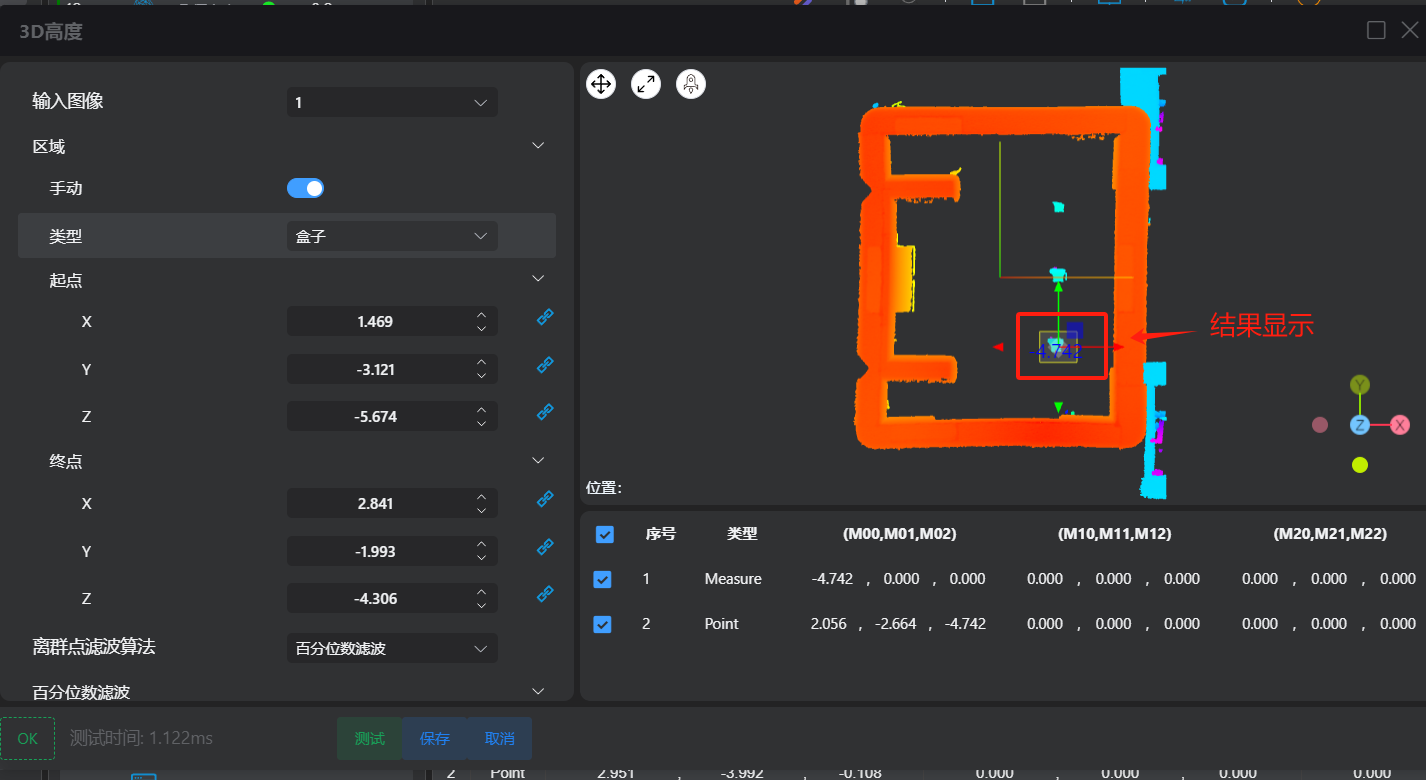 3D高度
输入图像 1
区域
手动
类型 盒子
起点
X 1.469
Y -3.121
Z -5.674
终点
X 2.841
Y -1.993
Z -4.306
离群点滤波算法 百分位数滤波
百分位数滤波
-4.742
结果显示
Y
Z X
位置:
序号 类型 (M00,M01,M02) (M10,M11,M12) (M20,M21,M22)
1 Measure -4.742 , 0.000 , 0.000 0.000 , 0.000 , 0.000 0.000 , 0.000 , 0.000
2 Point 2.056 , -2.664 , -4.742 0.000 , 0.000 , 0.000 0.000 , 0.000 , 0.000
OK 测试时间: 1.122ms 测试 保存 取消
2 Point 2.951 , -3.992 , -0.108 0.000 , 0.000 , 0.000 0.000 , 0.000